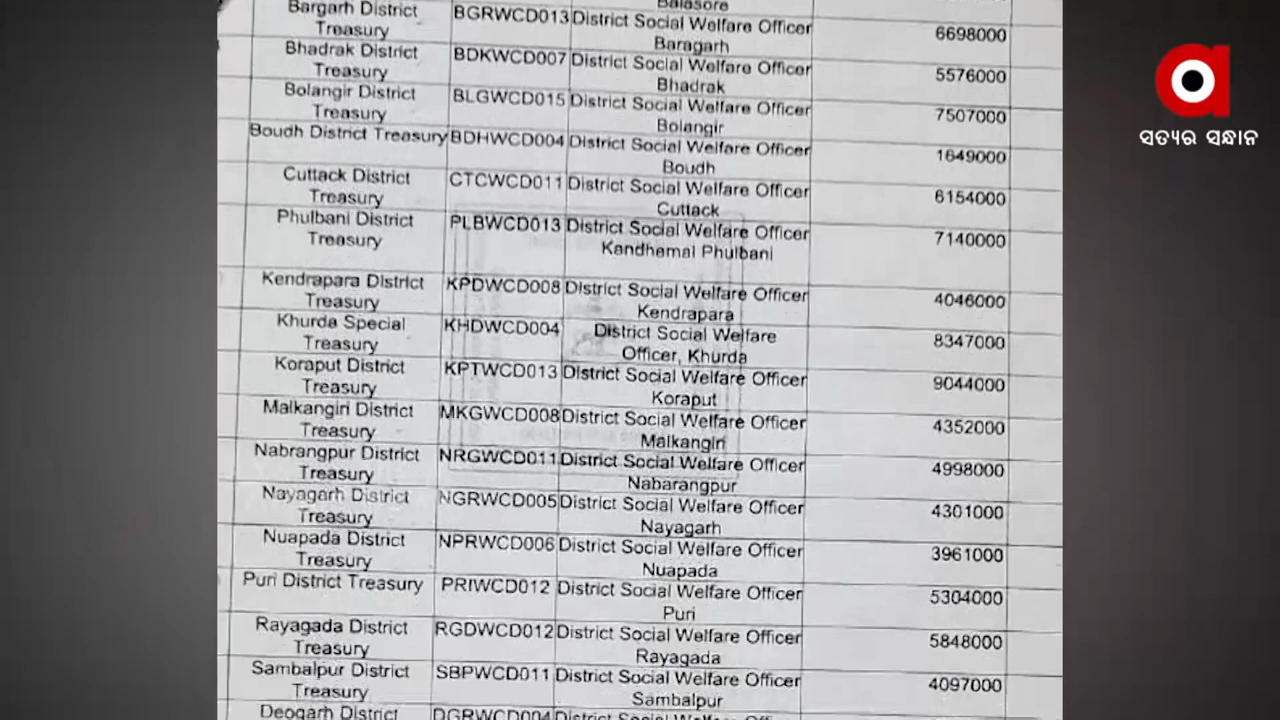 Balasore
Bargarh District Treasury BGRWCD013 District Social Welfare Officer Baragarh 6698000
Bhadrak District Treasury BDKWCD007 District Social Welfare Officer Bhadrak 5576000
Bolangir District Treasury BLGWCD015 District Social Welfare Officer Bolangir 7507000
Boudh District Treasury BDHWCD004 District Social Welfare Officer Boudh 1649000
Cuttack District Treasury CTCWCD011 District Social Welfare Officer Cuttack 6154000
Phulbani District Treasury PLBWCD013 District Social Welfare Officer Kandhamal Phulbani 7140000
Kendrapara District Treasury KPDWCD008 District Social Welfare Officer Kendrapara 4046000
Khurda Special Treasury KHDWCD004 District Social Welfare Officer, Khurda 8347000
Koraput District Treasury KPTWCD013 District Social Welfare Officer Koraput 9044000
Malkangiri District Treasury MKGWCD008 District Social Welfare Officer Malkangiri 4352000
Nabrangpur District Treasury NRGWCD011 District Social Welfare Officer Nabarangpur 4998000
Nayagarh District Treasury NGRWCD005 District Social Welfare Officer Nayagarh 4301000
Nuapada District Treasury NPRWCD006 District Social Welfare Officer Nuapada 3961000
Puri District Treasury PRIWCD012 District Social Welfare Officer Puri 5304000
Rayagada District Treasury RGDWCD012 District Social Welfare Officer Rayagada 5848000
Sambalpur District Treasury SBPWCD011 District Social Welfare Officer Sambalpur 4097000
Deogarh District DGRWCD004 District Social Welfare Officer
ସତ୍ୟର ସନ୍ଧାନ